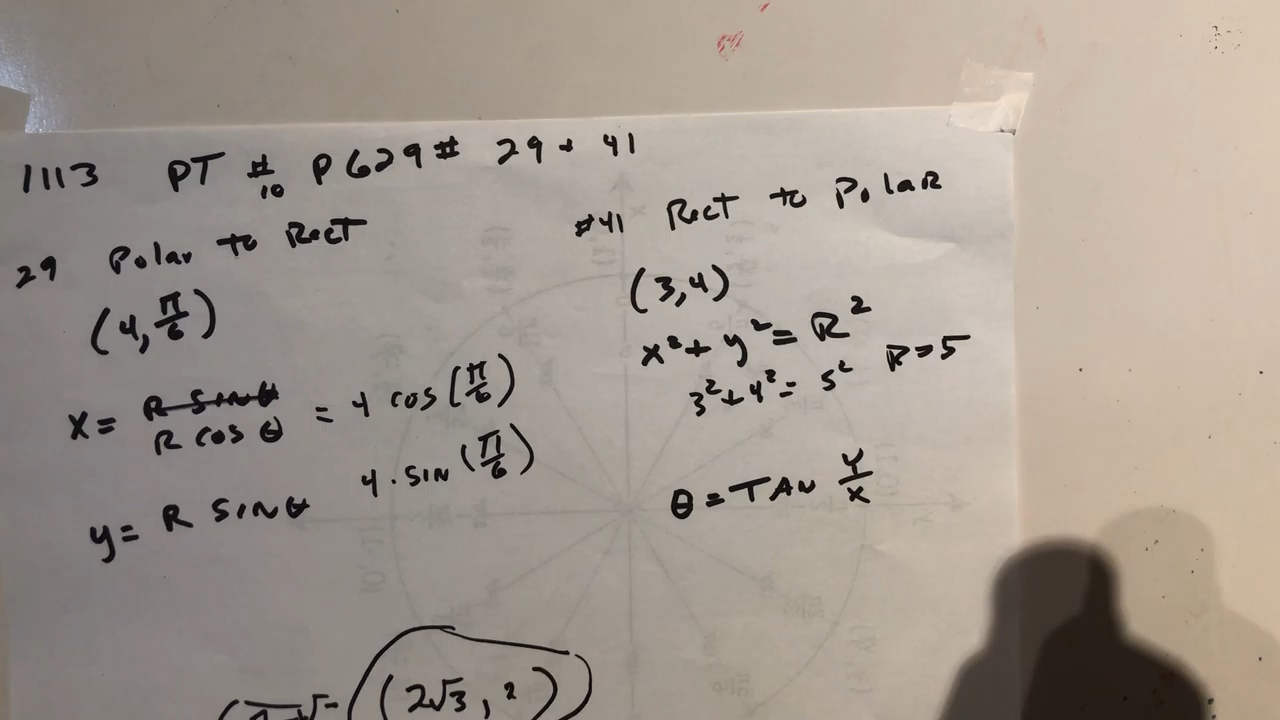 1113 PT # 10 P629# 29 + 41
29 Polar to Rect
(4, π/6)
x = R sin θ
R cos θ = 4 cos (π/6)
y = R sin θ 4 · sin (π/6)
(2√3, 2)
#41 Rect to Polar
(3,4)
x² + y² = R²
3² + 4² = 5² R = 5
θ = TAN Y/X